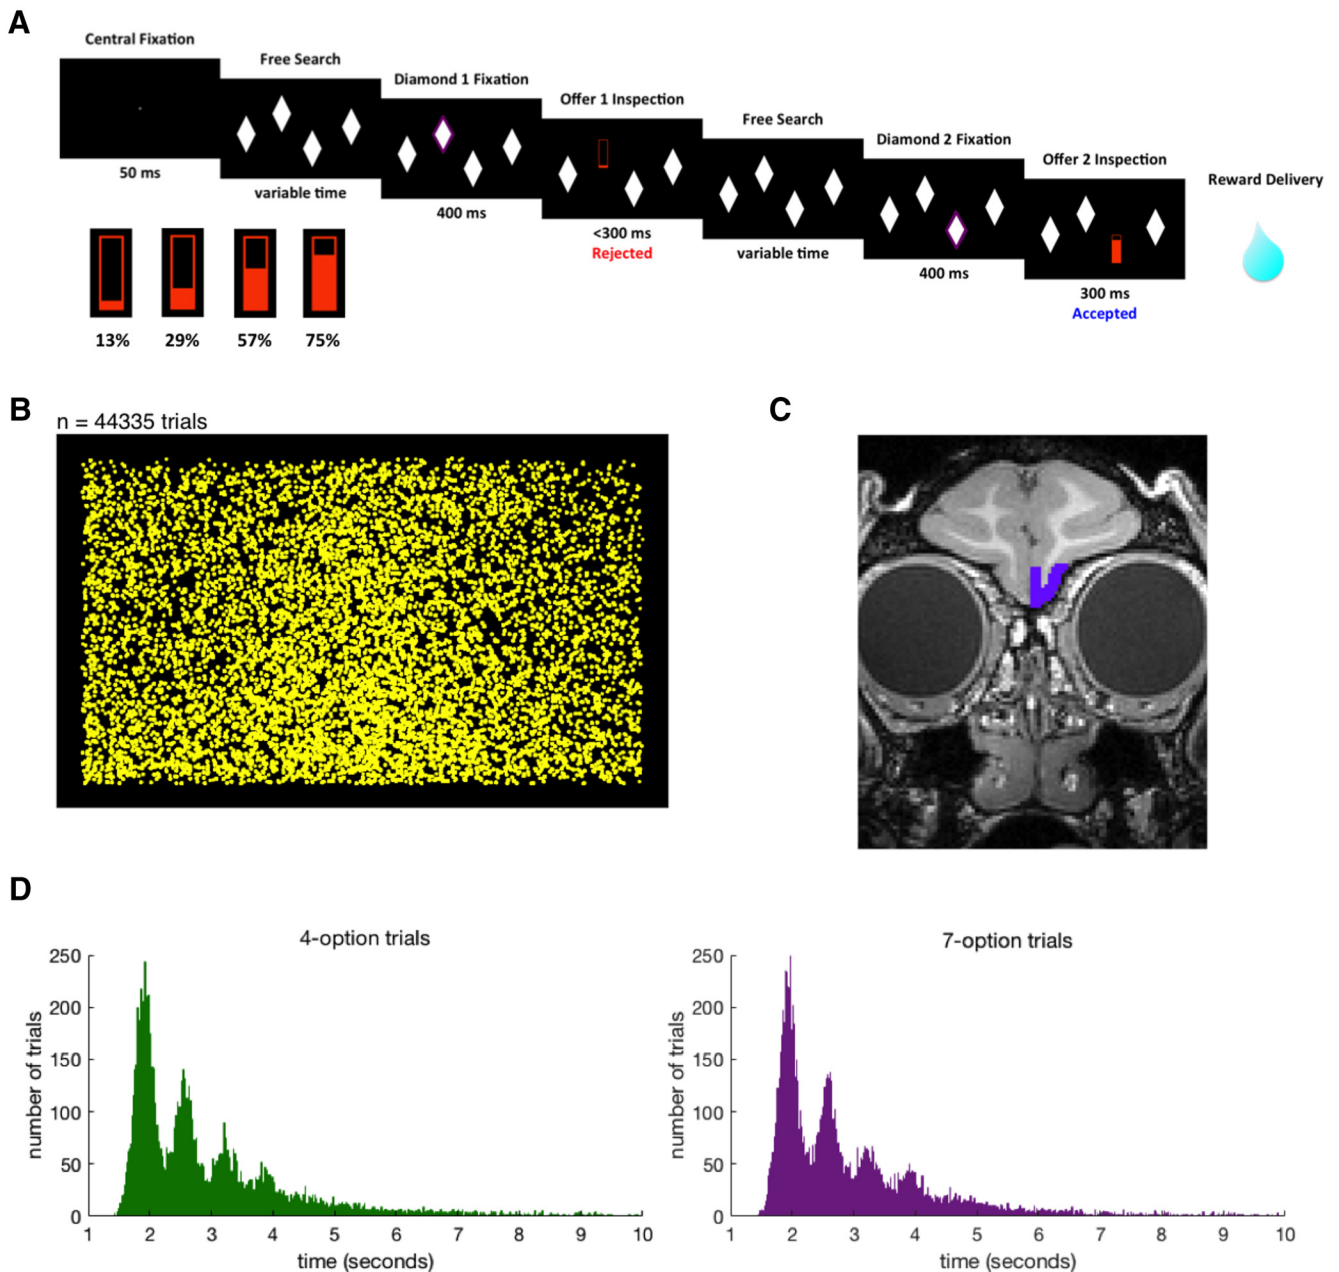 A
Central Fixation
50 ms
Free Search
variable time
Diamond 1 Fixation
400 ms
Offer 1 Inspection
<300 ms
Rejected
Free Search
variable time
Diamond 2 Fixation
400 ms
Offer 2 Inspection
300 ms
Accepted
Reward Delivery
13% 29% 57% 75%
B
n = 44335 trials
C
D
4-option trials
number of trials
250
200
150
100
50
0
1 2 3 4 5 6 7 8 9 10
time (seconds)
7-option trials
number of trials
250
200
150
100
50
0
1 2 3 4 5 6 7 8 9 10
time (seconds)